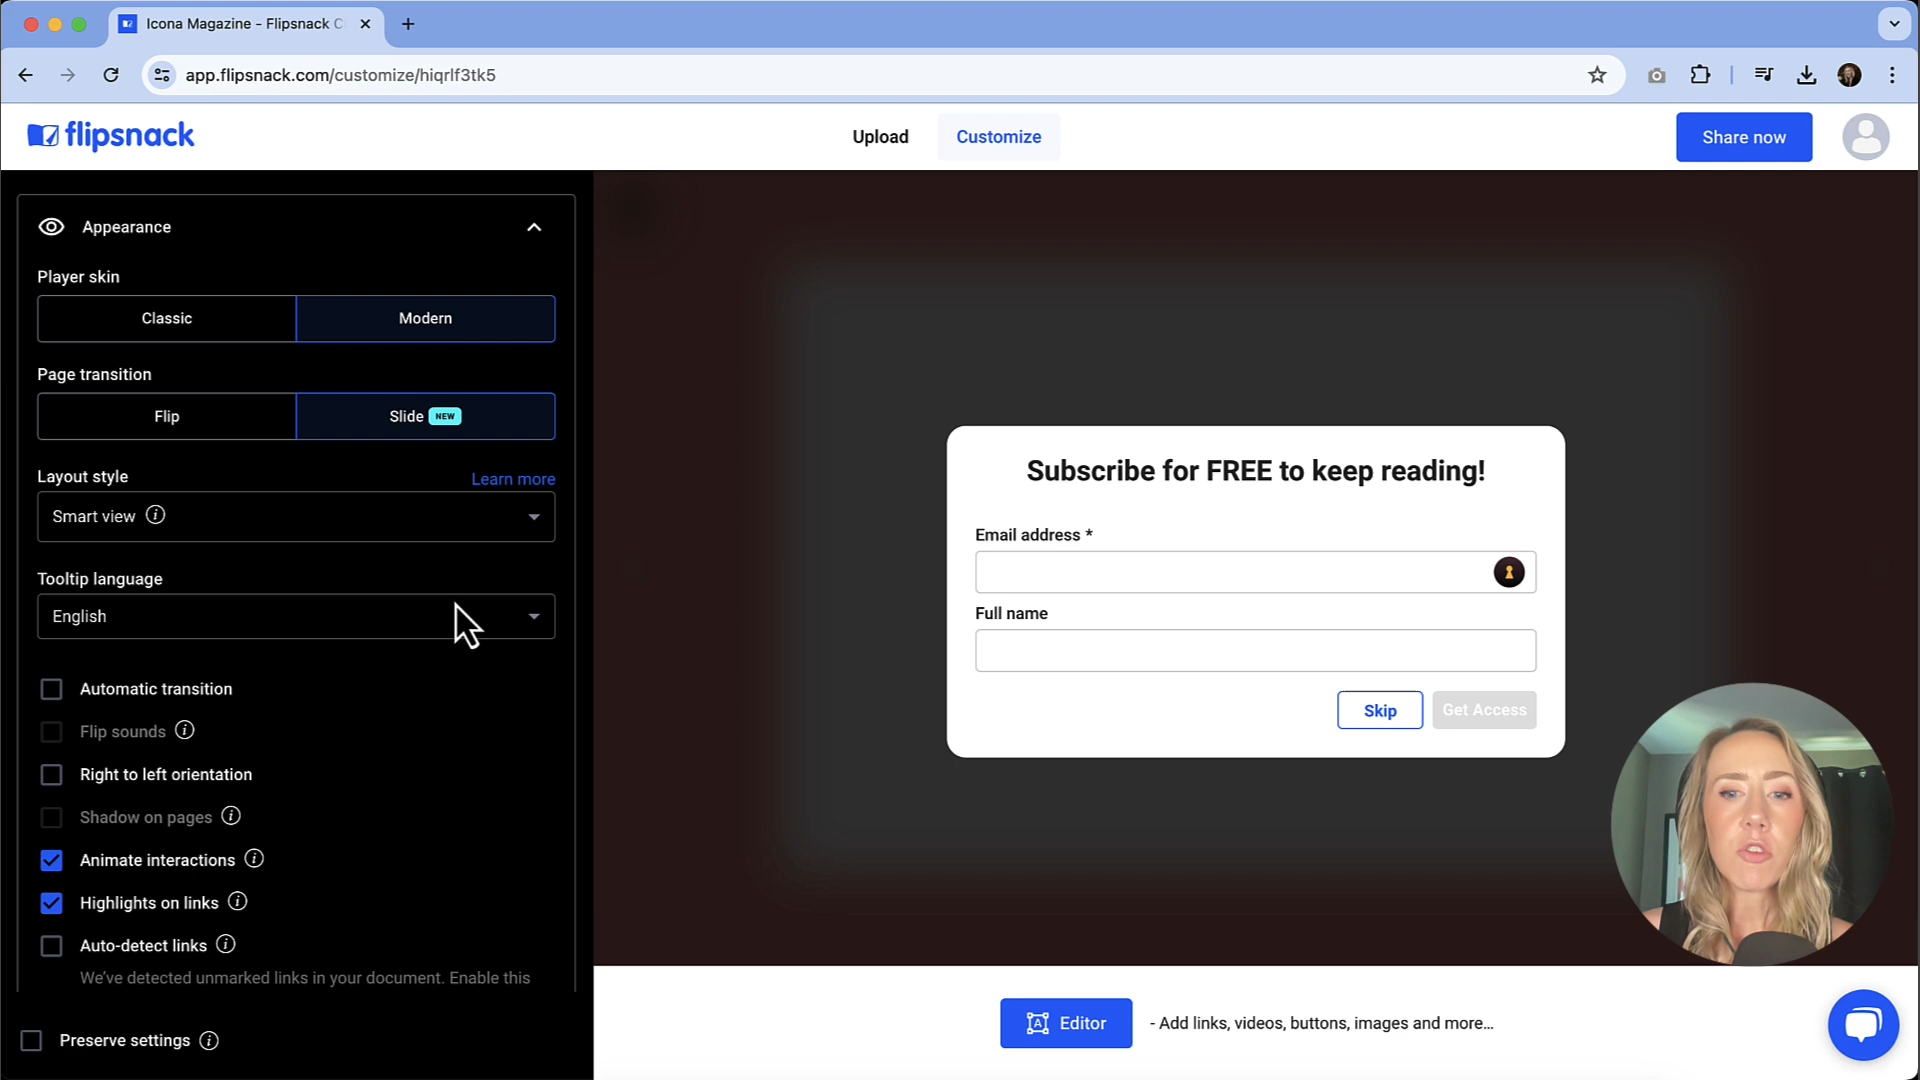 Icona Magazine - Flipsnack C
app.flipsnack.com/customize/hiqrlf3tk5
flipsnack
Upload
Customize
Share now
Appearance
Player skin
Classic
Modern
Page transition
Flip
Slide NEW
Layout style
Learn more
Smart view
Tooltip language
English
Automatic transition
Flip sounds
Right to left orientation
Shadow on pages
Animate interactions
Highlights on links
Auto-detect links
We've detected unmarked links in your document. Enable this
Preserve settings
Subscribe for FREE to keep reading!
Email address *
Full name
Skip
Get Access
Editor
- Add links, videos, buttons, images and more...